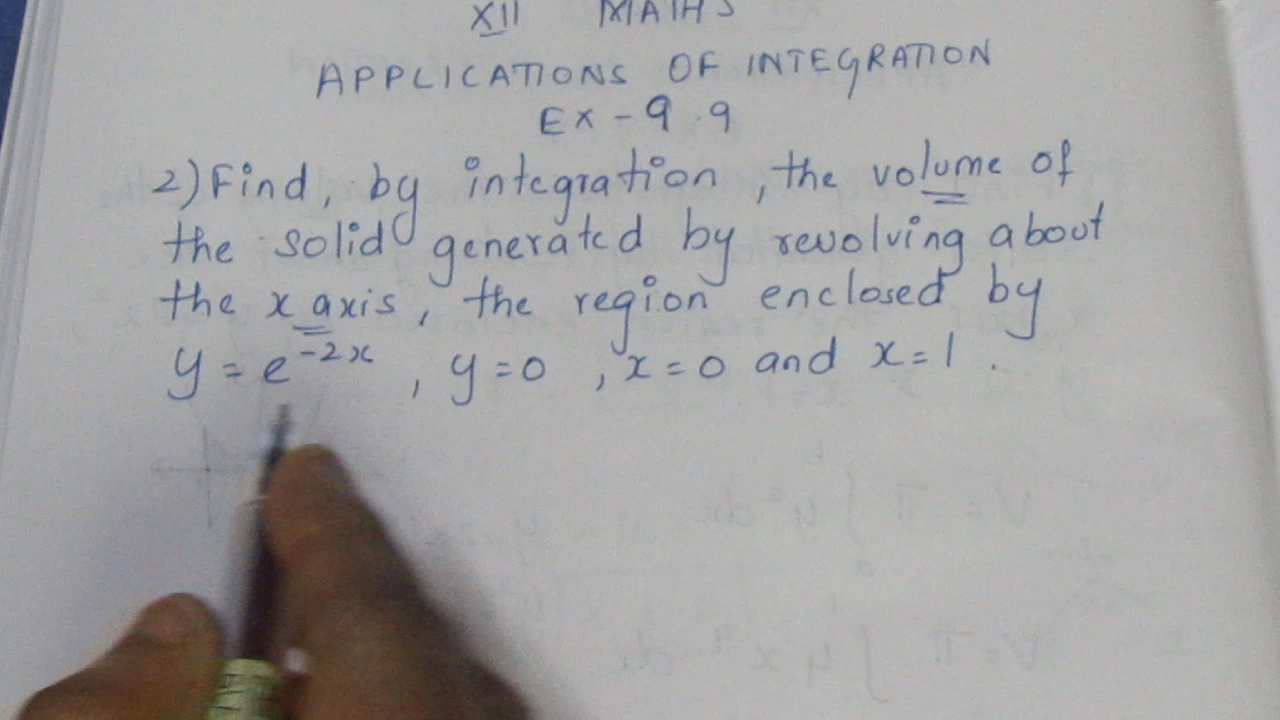 XII MATHS
APPLICATIONS OF INTEGRATION
EX - 9.9
2) Find, by integration, the volume of
the solid generated by revolving about
the x axis, the region enclosed by
y = e^-2x, y=0, x=0 and x=1.